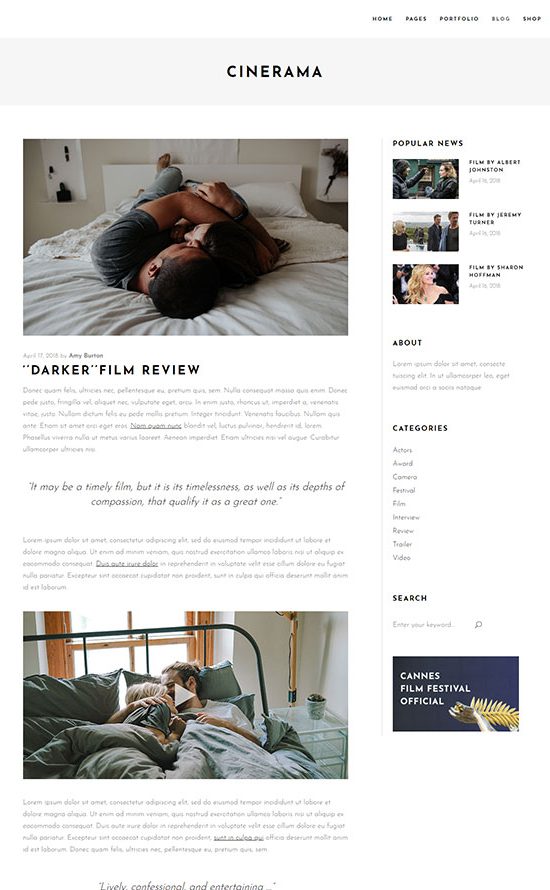 HOME PAGES PORTFOLIO BLOG SHOP
CINERAMA
April 17, 2018 by Amy Burton
"DARKER"FILM REVIEW
Donec quam felis, ultricies nec, pellentesque eu, pretium quis, sem. Nulla consequat massa quis enim. Donec
pede justo, fringilla vel, aliquet nec, vulputate eget, arcu. In enim justo, rhoncus ut, imperdiet a, venenatis
vitae, justo. Nullam dictum felis eu pede mollis pretium. Integer tincidunt. Venenatis faucibus. Nullam quis
ante. Etiam sit amet orci eget eros. Nam quam nunc blandit vel, luctus pulvinar, hendrerit id, lorem.
Phasellus viverra nulla ut metus varius laoreet. Aenean imperdiet. Etiam ultricies nisi vel augue. Curabitur
ullamcorper ultricies nisi.
"It may be a timely film, but it is its timelessness, as well as its depths of
compassion, that qualify it as a great one."
Lorem ipsum dolor sit amet, consectetur adipiscing elit, sed do eiusmod tempor incididunt ut labore et
dolore magna aliqua. Ut enim ad minim veniam, quis nostrud exercitation ullamco laboris nisi ut aliquip ex
eacommodo consequat. Duis aute irure dolor in reprehenderit in voluptate velit esse cillum dolore eu fugiat
nulla pariatur. Excepteur sint occaecat cupidatat non proident, sunt in culpa qui officia deserunt mollit anim
id est laborum.
Lorem ipsum dolor sit amet, consectetur adipiscing elit, sed do eiusmod tempor incididunt ut labore et
dolore magna aliqua. Ut enim ad minim veniam, quis nostrud exercitation ullamco laboris nisi ut aliquip ex
eacommodo consequat. Duis aute irure dolor in reprehenderit in voluptate velit esse cillum dolore eu fugiat
nulla pariatur. Excepteur sint occaecat cupidatat non proident, sunt in culpa qui officia deserunt mollit anim
id est laborum. Donec quam felis, ultricies nec, pellentesque eu, pretium quis, sem.
"Lively, confessional, and entertaining ..."
POPULAR NEWS
FILM BY ALBERT
JOHNSTON
April 16, 2018
FILM BY JEREMY
TURNER
April 16, 2018
FILM BY SHARON
HOFFMAN
April 16, 2018
ABOUT
Lorem ipsum dolor sit amet, consecte
tuiscing elit. In ut ullamcorper leo, eget
euismod orci a sociis natoque
CATEGORIES
Actors
Award
Camera
Festival
Film
Interview
Review
Trailer
Video
SEARCH
Enter your keyword...
CANNES
FILM FESTIVAL
OFFICIAL